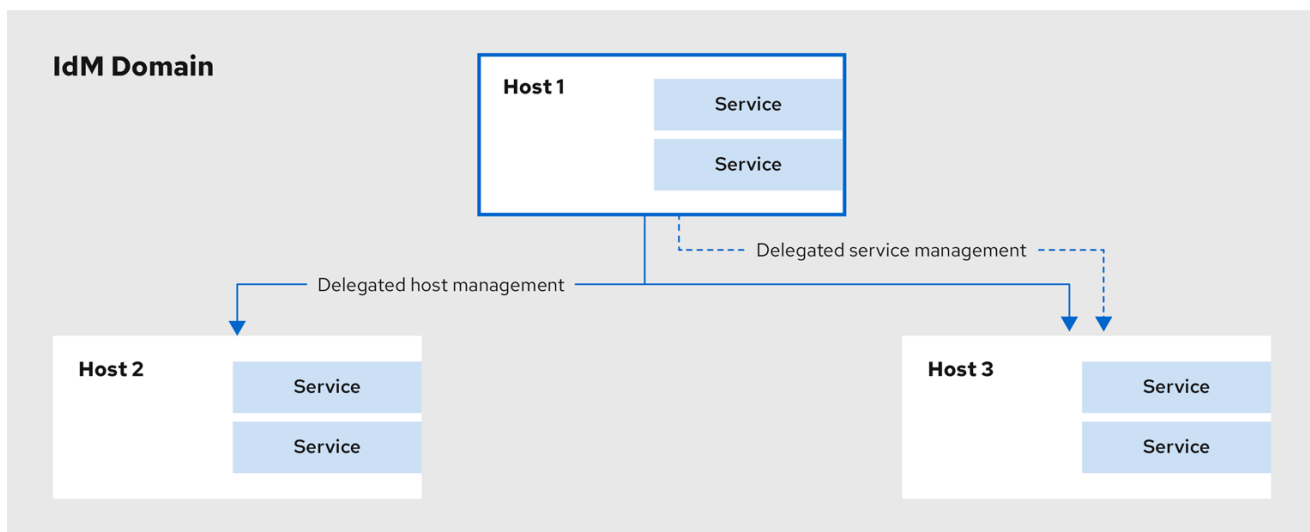 IdM Domain
Host 1
Service
Service
Delegated service management
Delegated host management
Host 2
Service
Service
Host 3
Service
Service